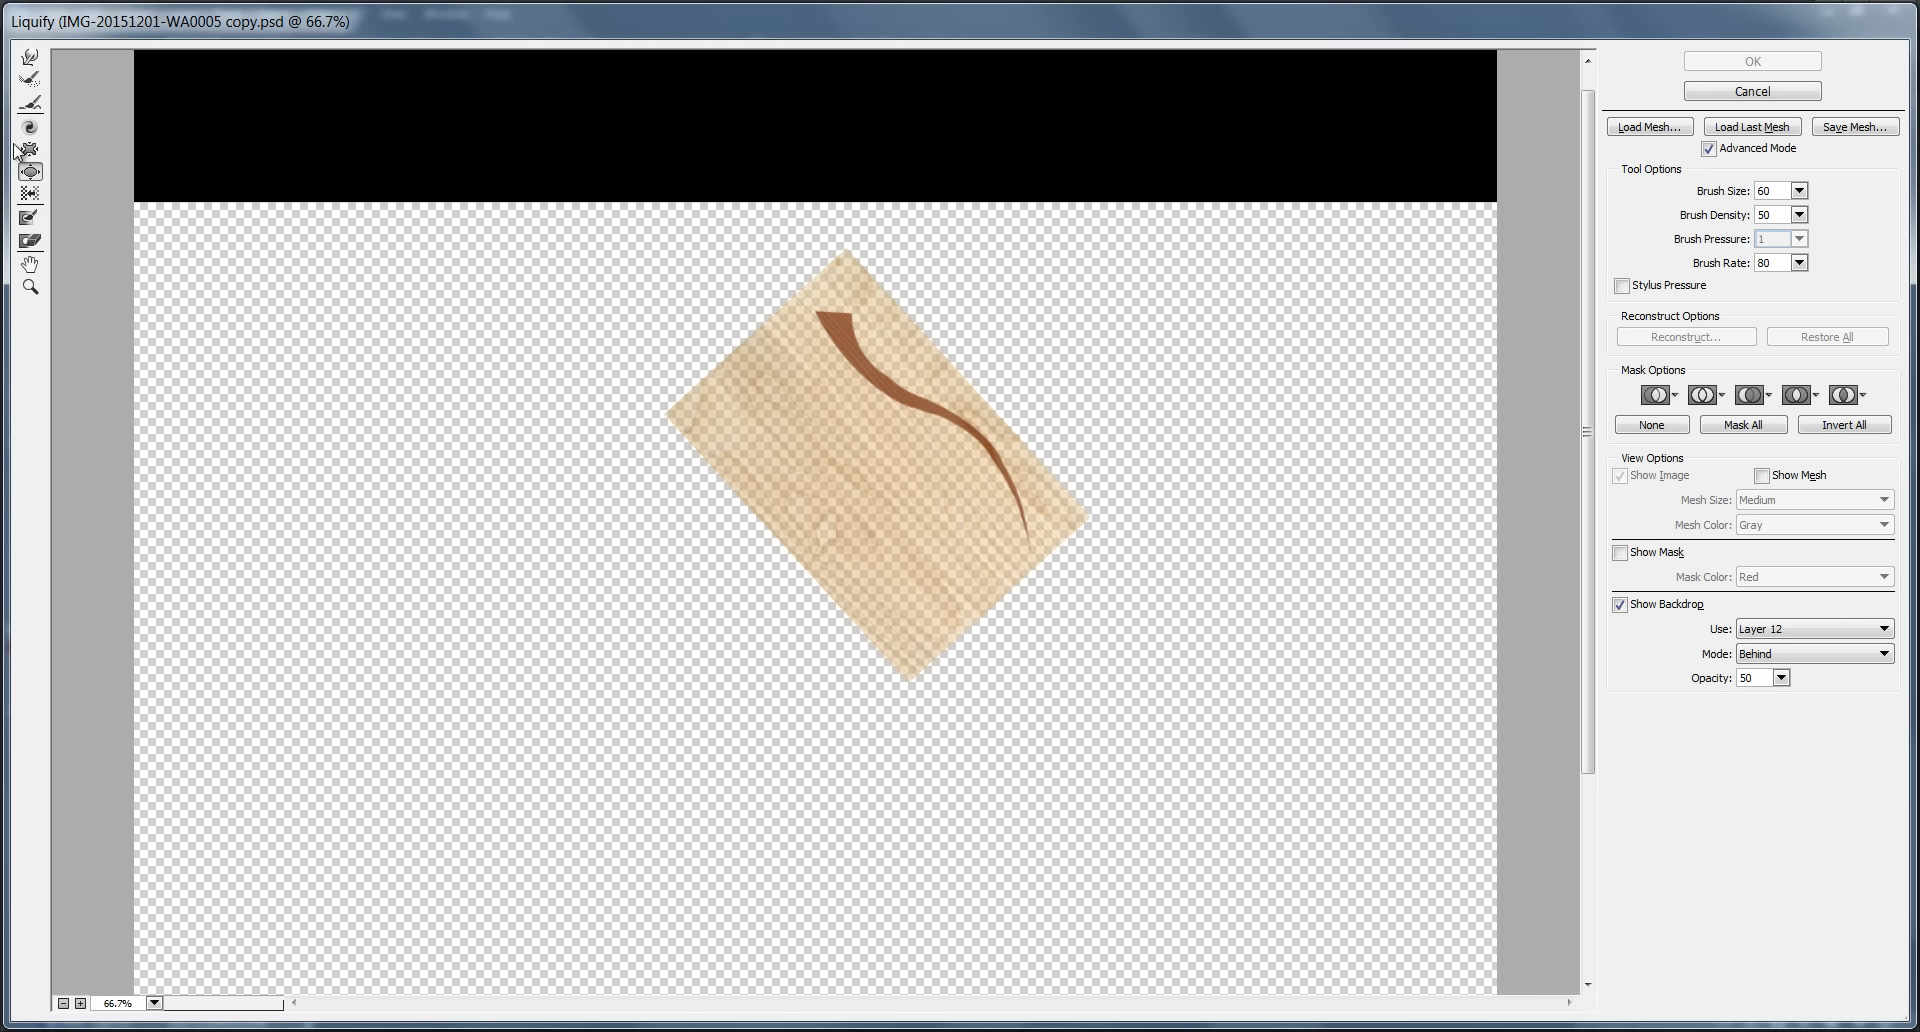 Liquify (IMG-20151201-WA0005 copy.psd @ 66.7%)
OK
Cancel
Load Mesh... Load Last Mesh Save Mesh...
Advanced Mode
Tool Options
Brush Size: 60
Brush Density: 50
Brush Pressure: 1
Brush Rate: 80
Stylus Pressure
Reconstruct Options
Reconstruct... Restore All
Mask Options
None Mask All Invert All
View Options
Show Image Show Mesh
Mesh Size: Medium
Mesh Color: Gray
Show Mask
Mask Color: Red
Show Backdrop
Use: Layer 12
Mode: Behind
Opacity: 50
66.7%